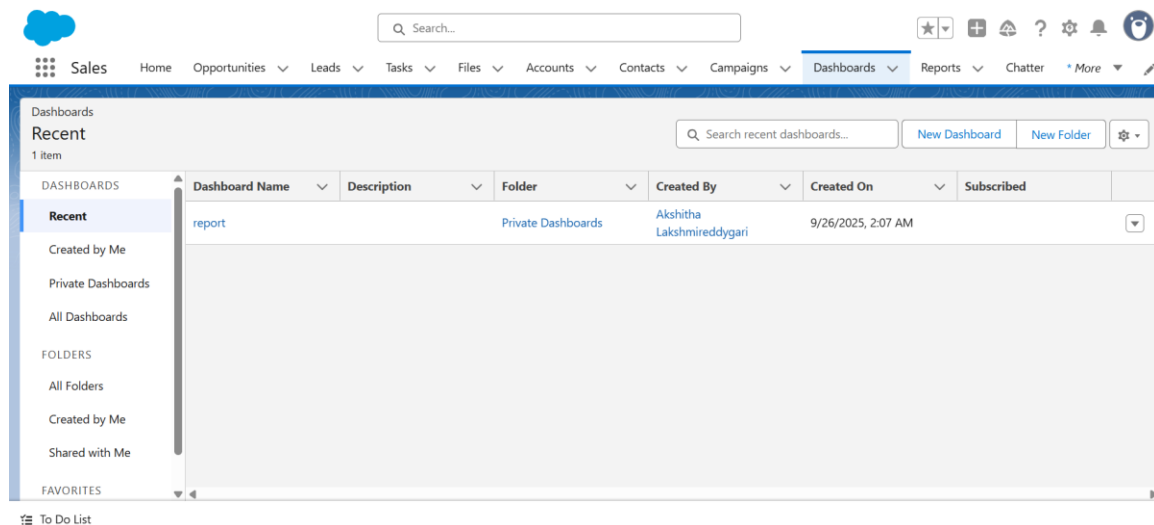 Search...
Sales Home Opportunities Leads Tasks Files Accounts Contacts Campaigns Dashboards Reports Chatter * More
Dashboards
Recent
1 item
Search recent dashboards...
New Dashboard
New Folder
DASHBOARDS
Recent
Created by Me
Private Dashboards
All Dashboards
FOLDERS
All Folders
Created by Me
Shared with Me
FAVORITES
Dashboard Name Description Folder Created By Created On Subscribed
report Private Dashboards Akshitha 9/26/2025, 2:07 AM
Lakshmireddygari
To Do List